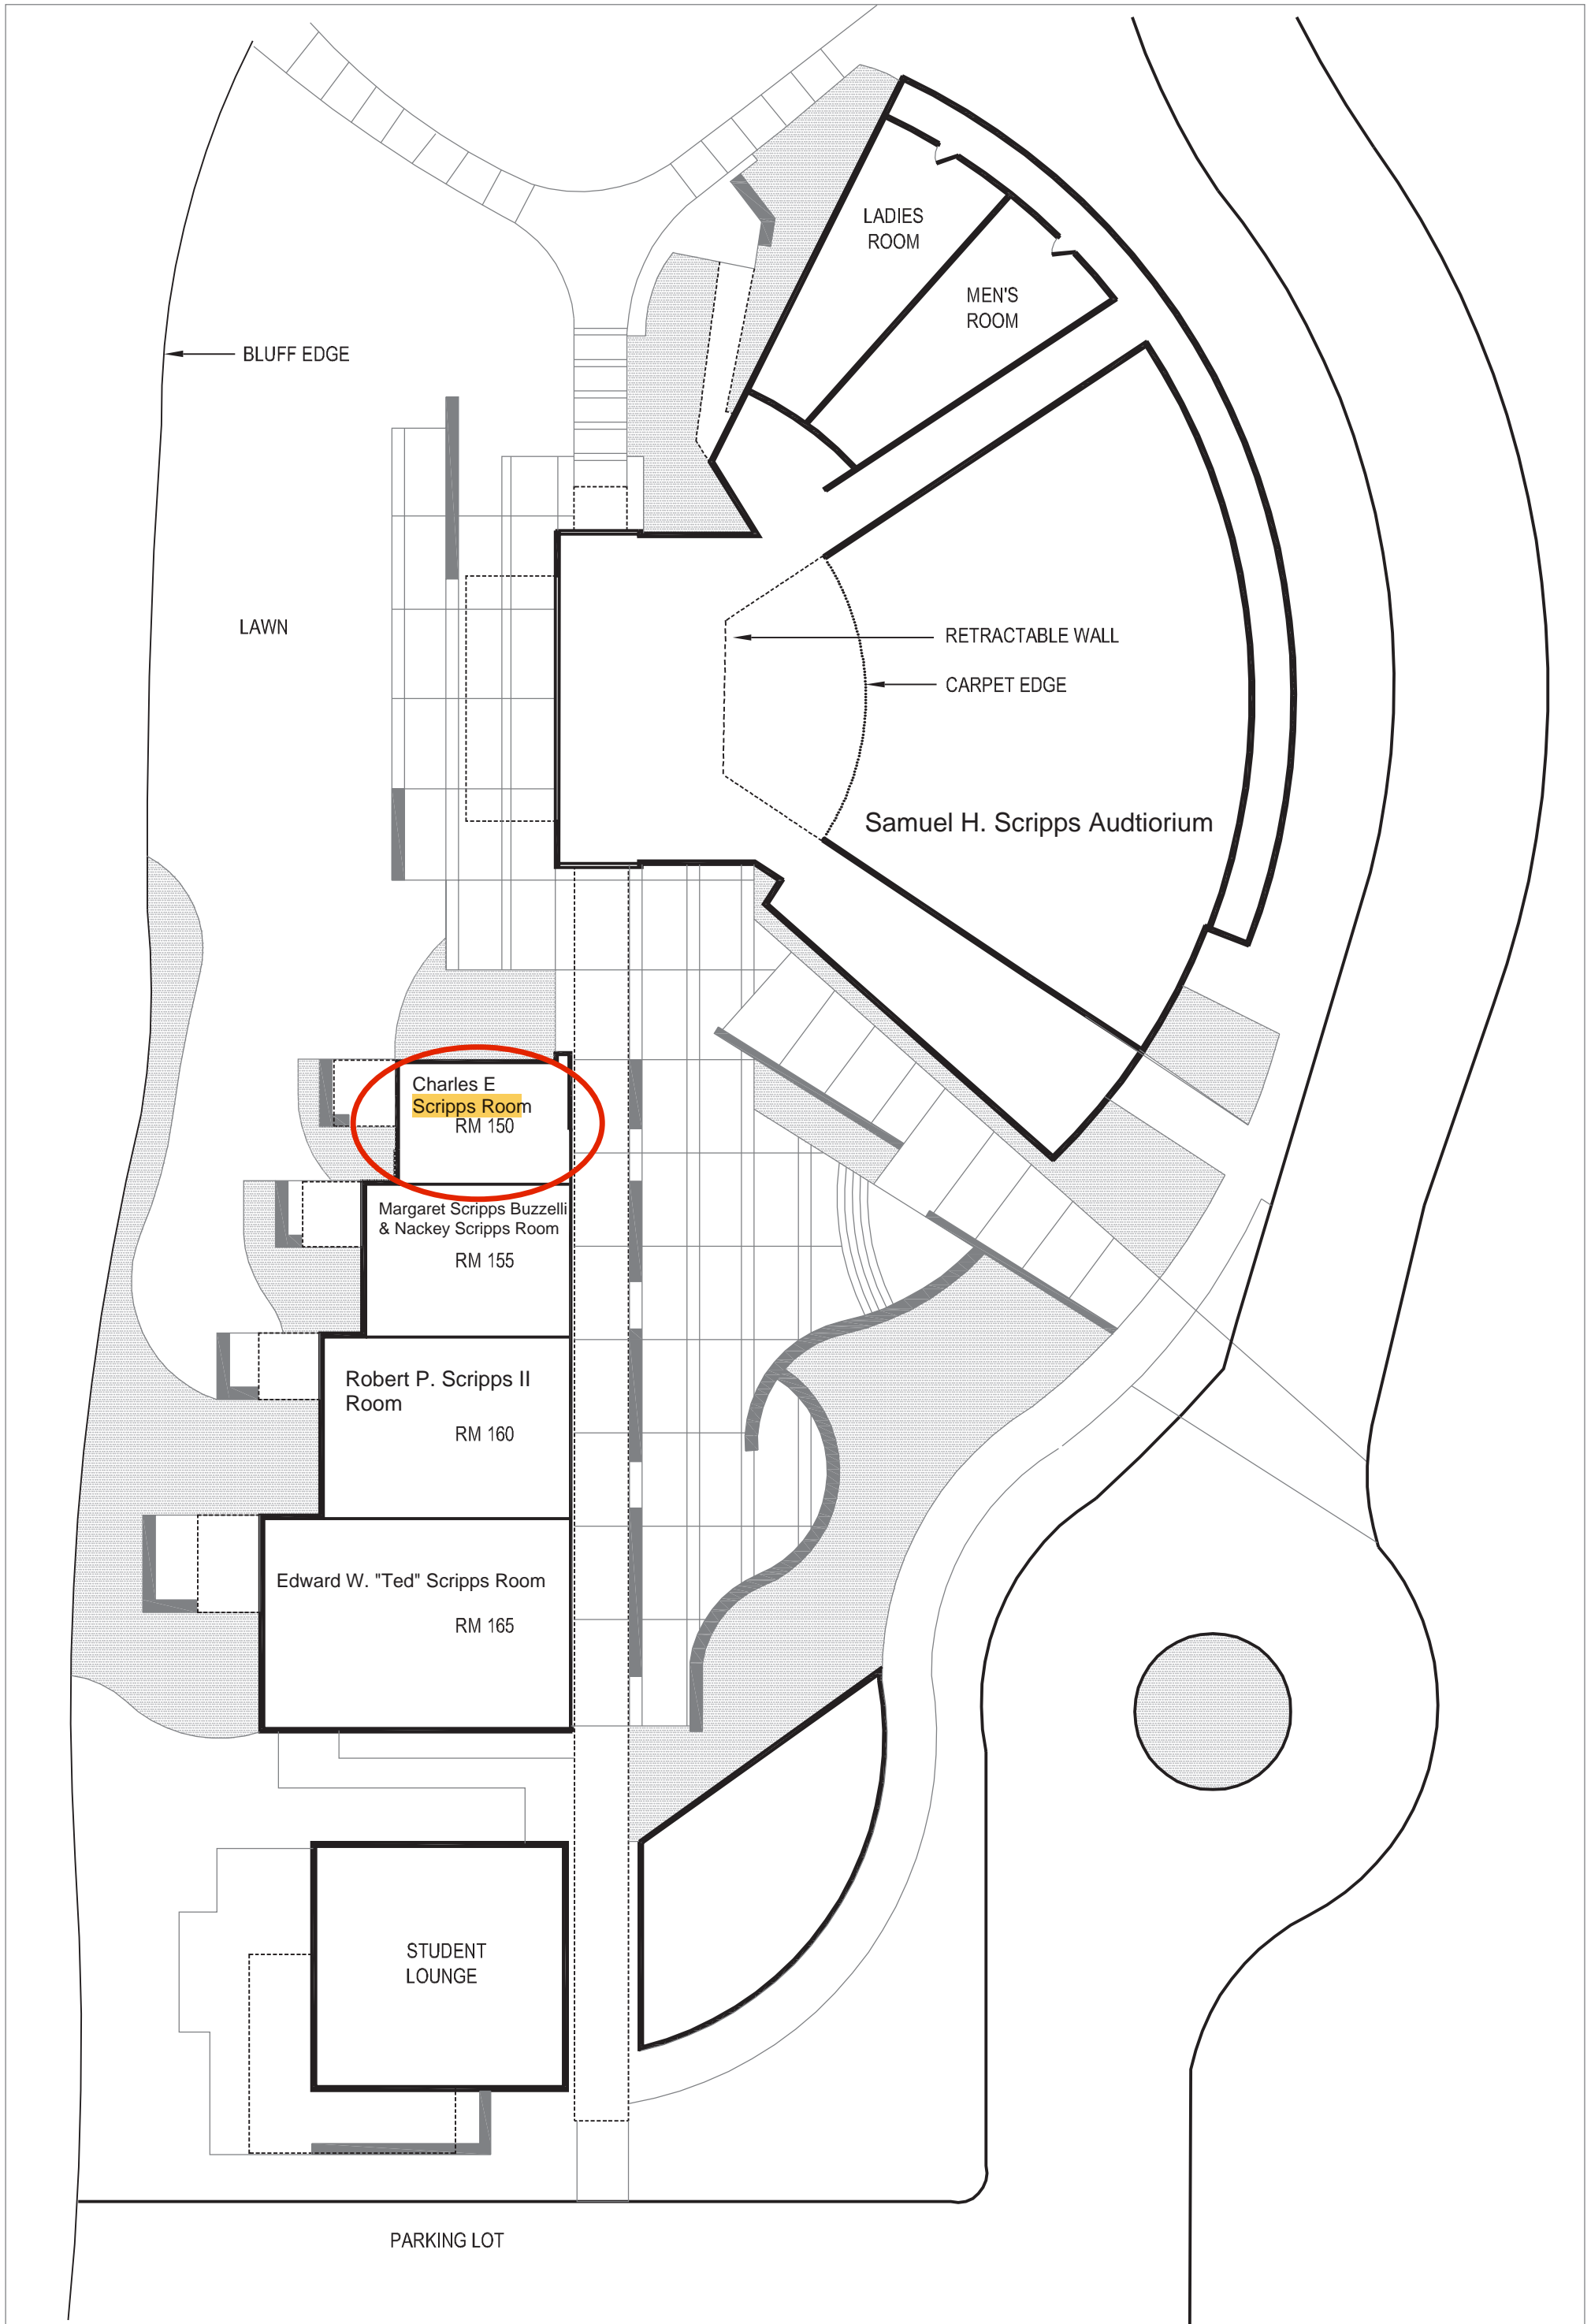 LADIES
ROOM
MEN'S
ROOM
BLUFF EDGE
LAWN
RETRACTABLE WALL
CARPET EDGE
Samuel H. Scripps Audtiorium
Charles E
Scripps Room
RM 150
Margaret Scripps Buzzelli
& Nackey Scripps Room
RM 155
Robert P. Scripps II
Room
RM 160
Edward W. "Ted" Scripps Room
RM 165
STUDENT
LOUNGE
PARKING LOT